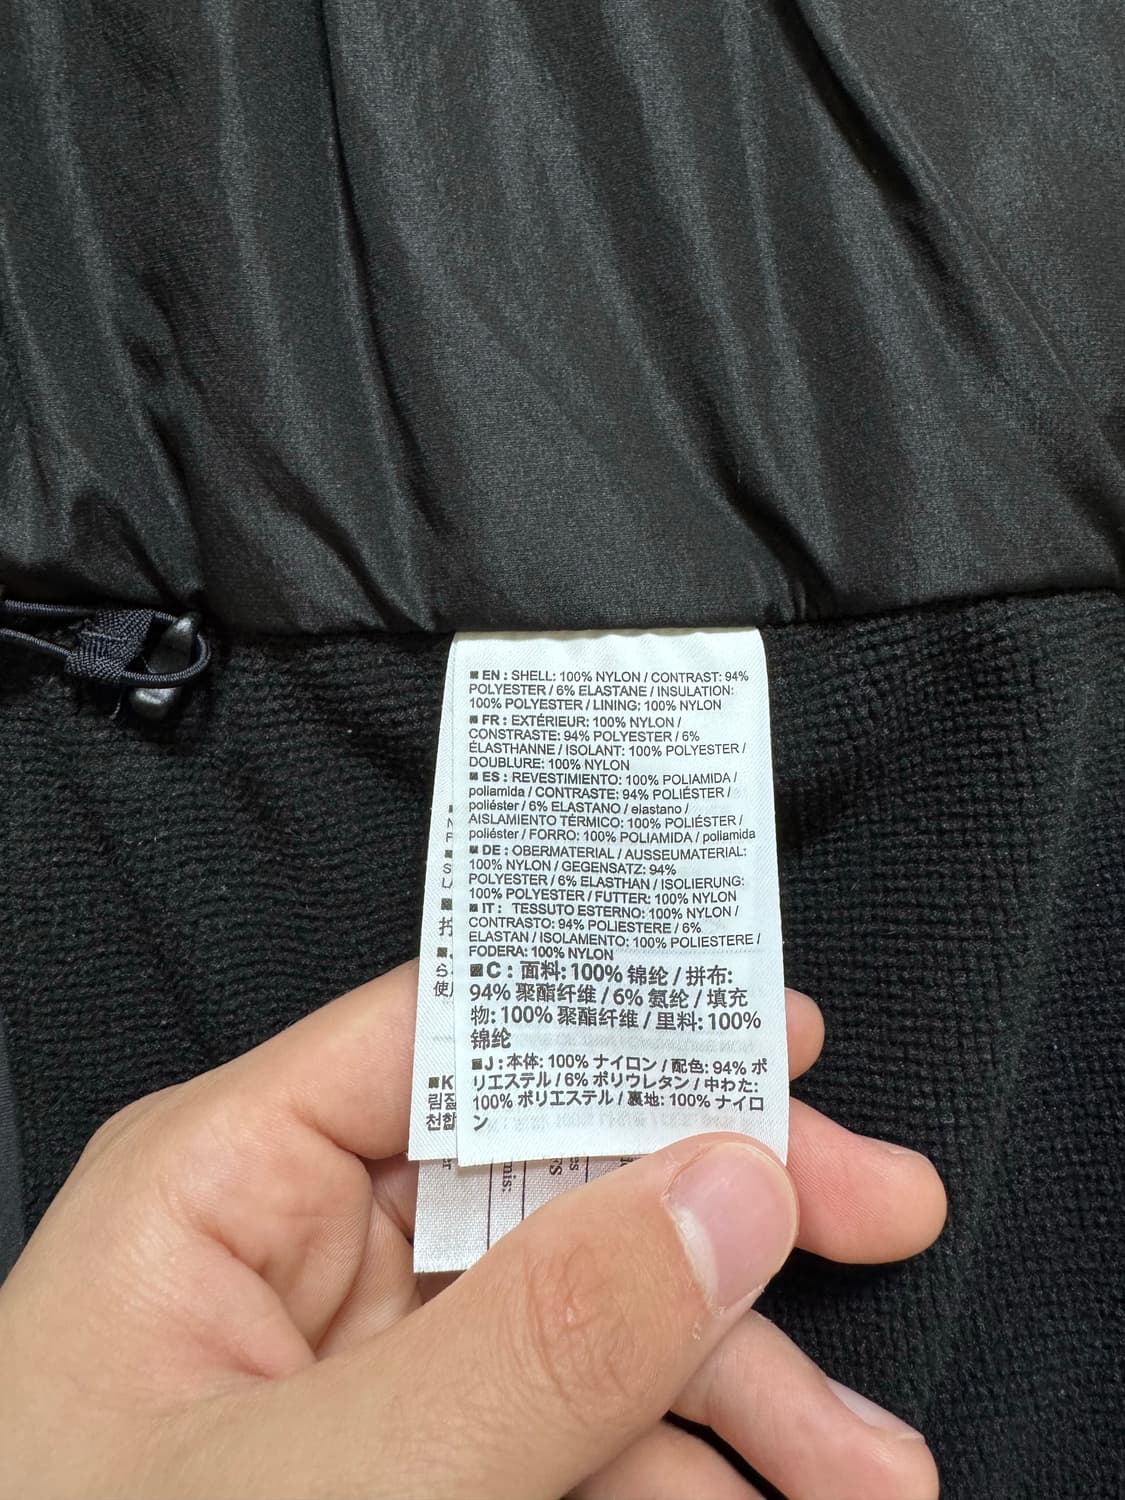 ■ EN : SHELL: 100% NYLON / CONTRAST: 94%
POLYESTER / 6% ELASTANE / INSULATION:
100% POLYESTER / LINING: 100% NYLON
■ FR : EXTÉRIEUR: 100% NYLON /
CONSTRASTE: 94% POLYESTER / 6%
ÉLASTHANNE / ISOLANT: 100% POLYESTER /
DOUBLURE: 100% NYLON
■ ES : REVESTIMIENTO: 100% POLIAMIDA /
poliamida / CONTRASTE: 94% POLIÉSTER /
poliéster / 6% ELASTANO / elastano /
AISLAMIENTO TÉRMICO: 100% POLIÉSTER /
poliéster / FORRO: 100% POLIAMIDA / poliamida
■ DE : OBERMATERIAL / AUSSEUMATERIAL:
100% NYLON / GEGENSATZ: 94%
POLYESTER / 6% ELASTHAN / ISOLIERUNG:
100% POLYESTER / FUTTER: 100% NYLON
■ IT : TESSUTO ESTERNO: 100% NYLON /
CONTRASTO: 94% POLIESTERE / 6%
ELASTAN / ISOLAMENTO: 100% POLIESTERE /
FODERA: 100% NYLON
■ C : 面料: 100% 锦纶 / 拼布:
94% 聚酯纤维 / 6% 氨纶 / 填充
物: 100% 聚酯纤维 / 里料: 100%
锦纶
■ J : 本体: 100% ナイロン / 配色: 94% ポ
リエステル / 6% ポリウレタン / 中わた:
100% ポリエステル / 裏地: 100% ナイロ
ン